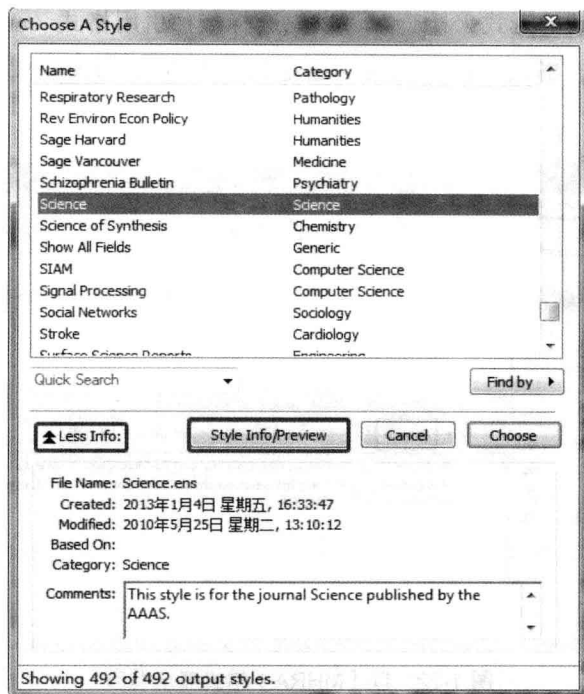 Choose A Style
Name Category
Respiratory Research Pathology
Rev Environ Econ Policy Humanities
Sage Harvard Humanities
Sage Vancouver Medicine
Schizophrenia Bulletin Psychiatry
Science Science
Science of Synthesis Chemistry
Show All Fields Generic
SIAM Computer Science
Signal Processing Computer Science
Social Networks Sociology
Stroke Cardiology
Surface Science Reports Engineering
Quick Search Find by
Less Info: Style Info/Preview Cancel Choose
File Name: Science.ens
Created: 2013年1月4日 星期五, 16:33:47
Modified: 2010年5月25日 星期二, 13:10:12
Based On:
Category: Science
Comments: This style is for the journal Science published by the
AAAS.
Showing 492 of 492 output styles.